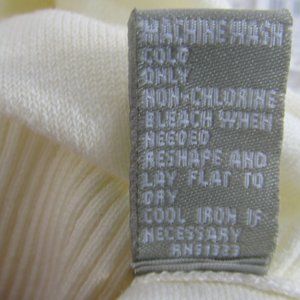 MACHINE WASH
COLD
ONLY
NON-CHLORINE
BLEACH WHEN
NEEDED
RESHAPE AND
LAY FLAT TO
DRY
COOL IRON IF
NECESSARY
RN51323